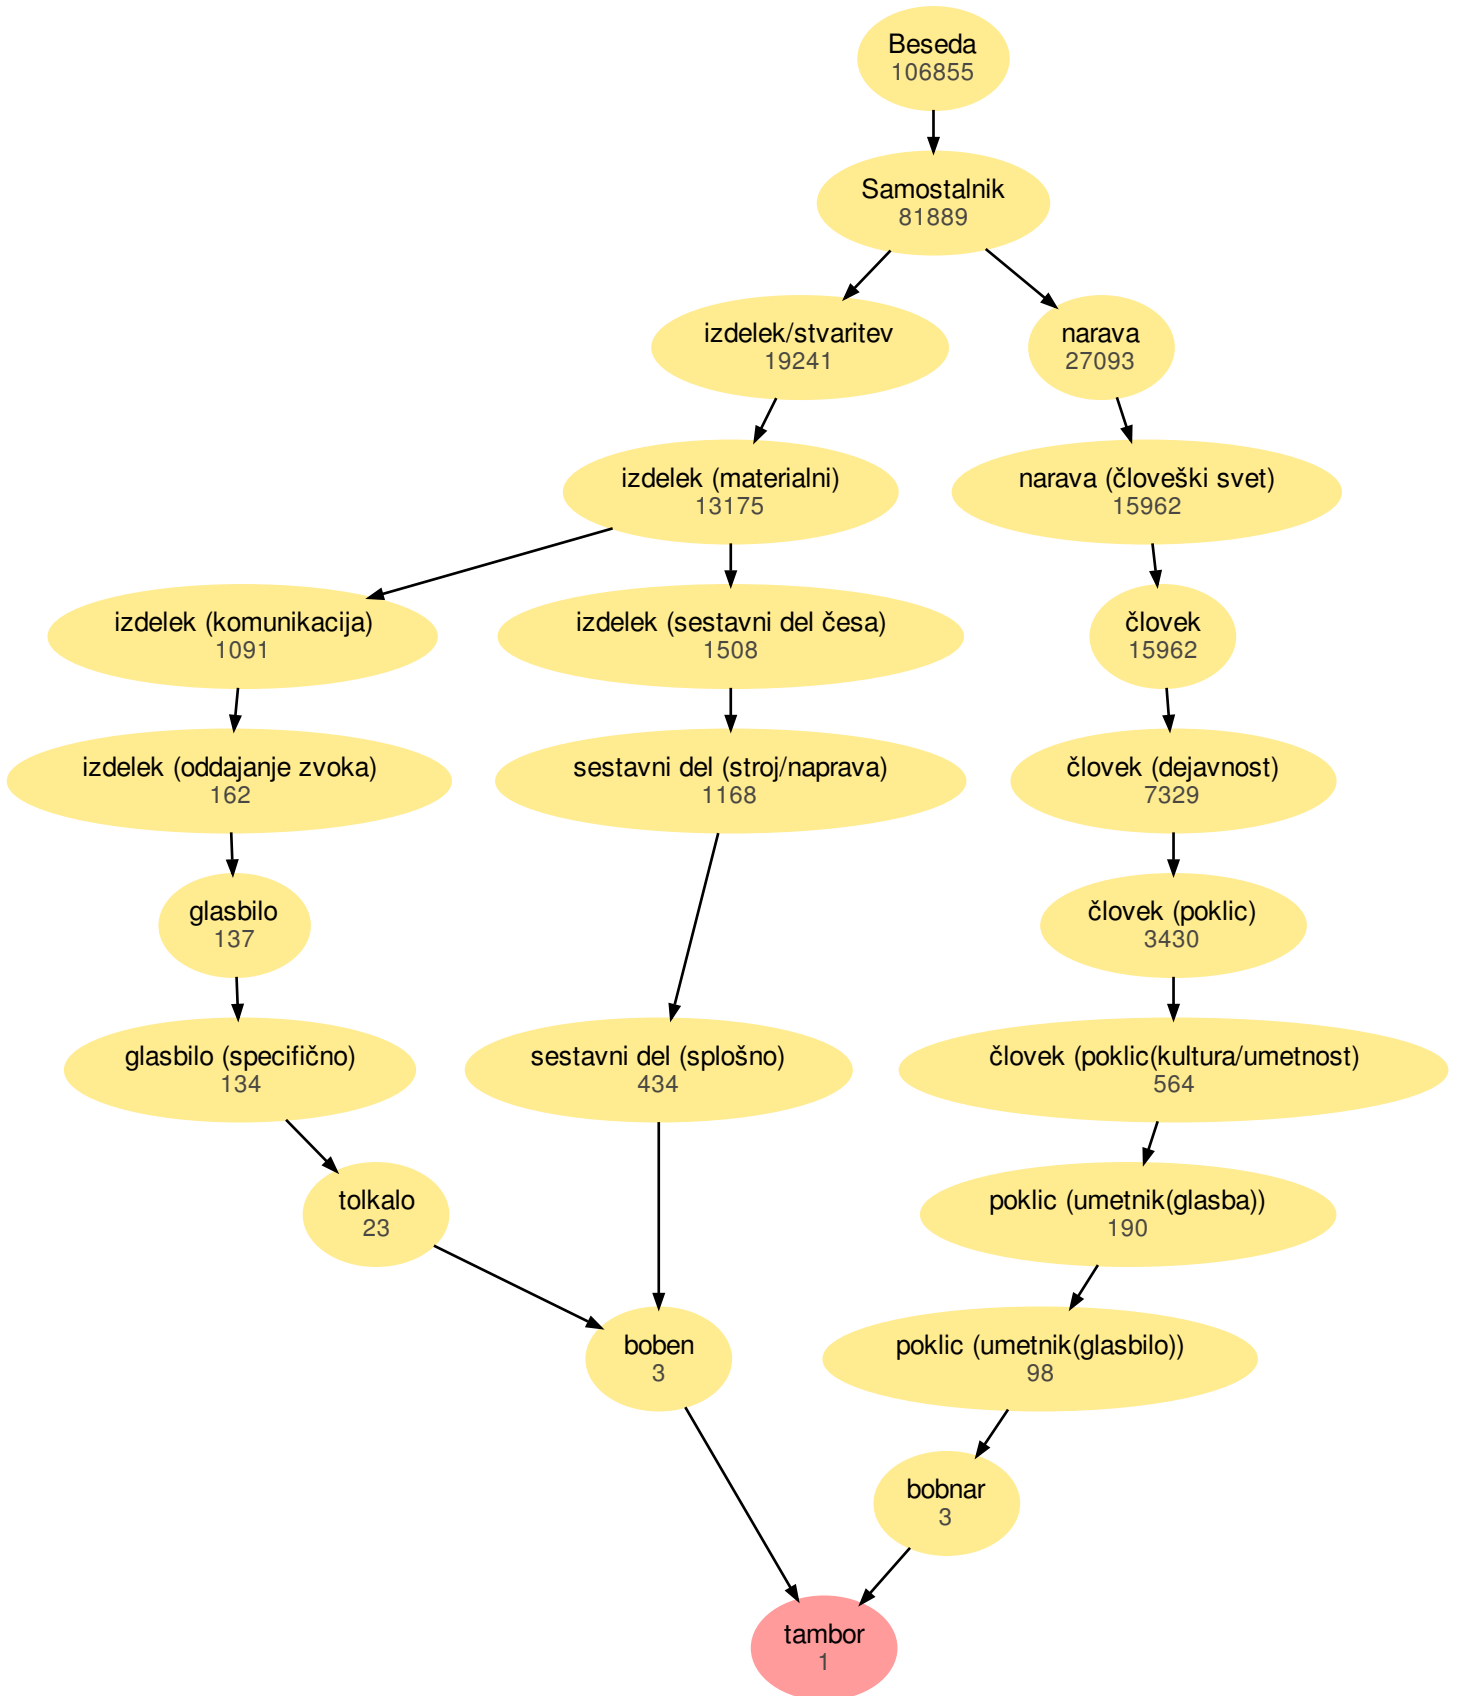 Beseda
106855
Samostalnik
81889
izdelek/stvaritev
19241
narava
27093
izdelek (materialni)
13175
narava (človeški svet)
15962
izdelek (komunikacija)
1091
izdelek (sestavni del česa)
1508
človek
15962
izdelek (oddajanje zvoka)
162
sestavni del (stroj/naprava)
1168
človek (dejavnost)
7329
glasbilo
137
človek (poklic)
3430
glasbilo (specifično)
134
sestavni del (splošno)
434
človek (poklic(kultura/umetnost)
564
tolkalo
23
poklic (umetnik(glasba))
190
boben
3
poklic (umetnik(glasbilo))
98
bobnar
3
tambor
1